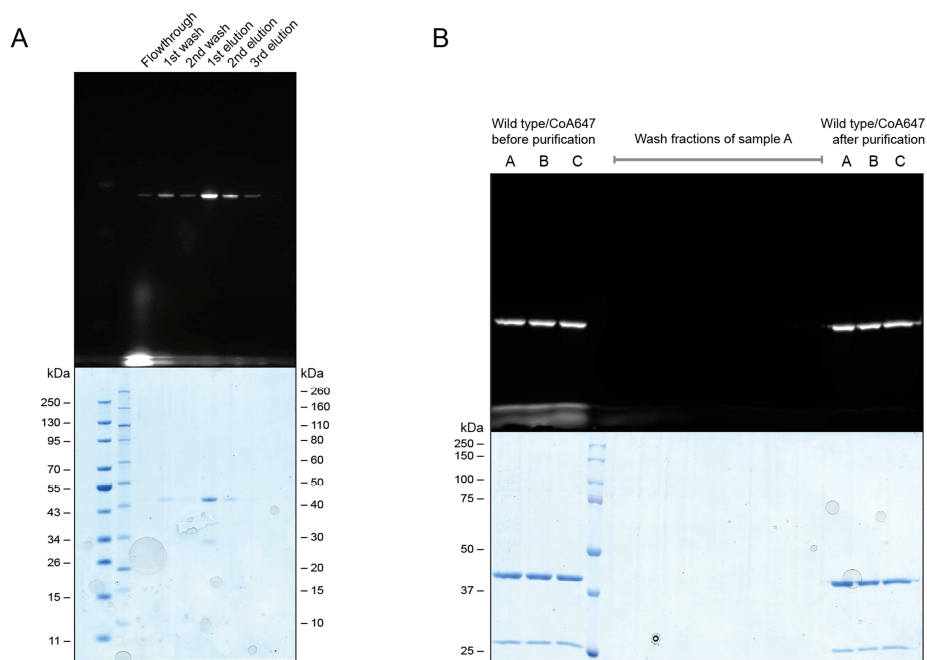 A
Flowthrough
1st wash
2nd wash
1st elution
2nd elution
3rd elution
kDa
250
130
95
70
55
43
34
26
15
11
kDa
260
160
110
80
60
50
40
30
20
15
10
B
Wild type/CoA647
before purification
A B C
Wash fractions of sample A
Wild type/CoA647
after purification
A B C
kDa
250
150
100
75
50
37
25